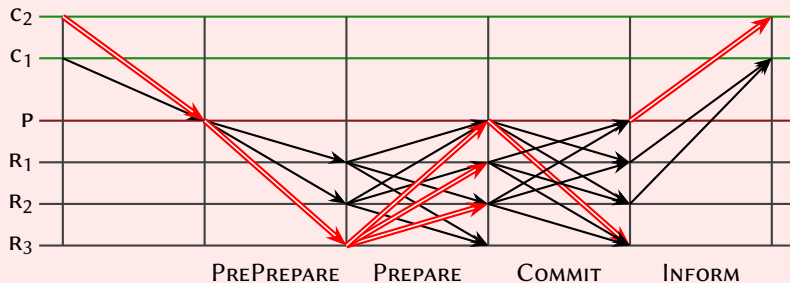 C₂
C₁
P
R₁
R₂
R₃
PREPREPARE PREPARE COMMIT INFORM